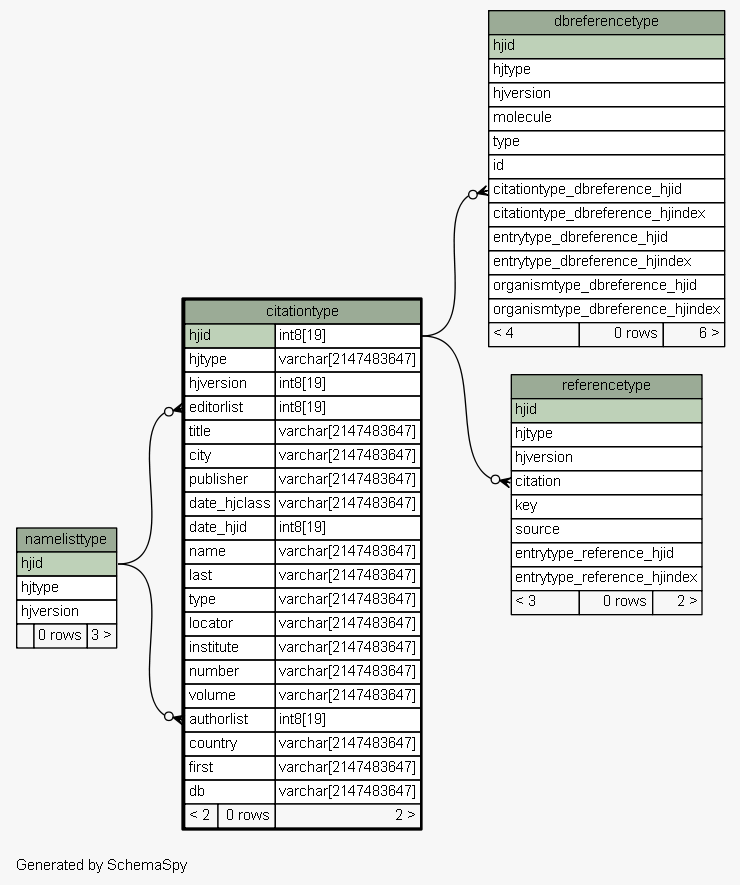 dbreferencetype
hjid
hjtype
hjversion
molecule
type
id
citationtype_dbreference_hjid
citationtype_dbreference_hjindex
entrytype_dbreference_hjid
entrytype_dbreference_hjindex
organismtype_dbreference_hjid
organismtype_dbreference_hjindex
< 4 0 rows 6 >
citationtype
hjid int8[19]
hjtype varchar[2147483647]
hjversion int8[19]
editorlist int8[19]
title varchar[2147483647]
city varchar[2147483647]
publisher varchar[2147483647]
date_hjclass varchar[2147483647]
date_hjid int8[19]
name varchar[2147483647]
last varchar[2147483647]
type varchar[2147483647]
locator varchar[2147483647]
institute varchar[2147483647]
number varchar[2147483647]
volume varchar[2147483647]
authorlist int8[19]
country varchar[2147483647]
first varchar[2147483647]
db varchar[2147483647]
< 2 0 rows 2 >
referencetype
hjid
hjtype
hjversion
citation
key
source
entrytype_reference_hjid
entrytype_reference_hjindex
< 3 0 rows 2 >
namelisttype
hjid
hjtype
hjversion
0 rows 3 >
Generated by SchemaSpy